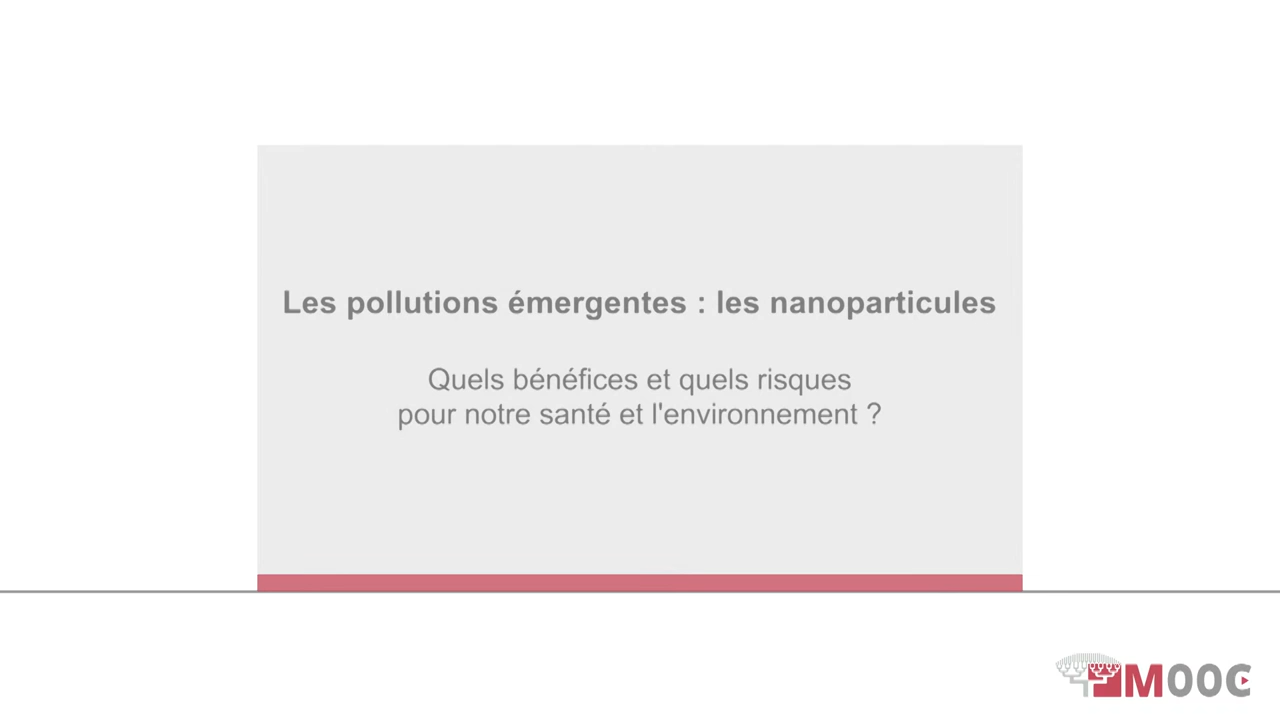 Les pollutions émergentes : les nanoparticules
Quels bénéfices et quels risques
pour notre santé et l'environnement ?
MOOC